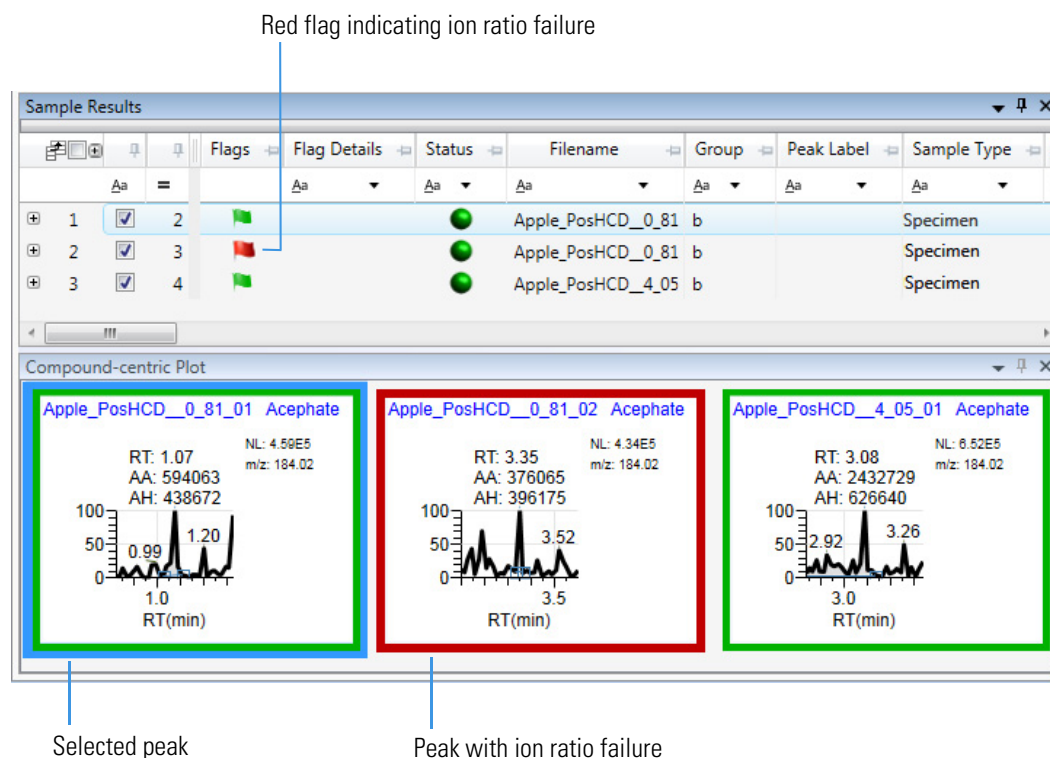 Red flag indicating ion ratio failure
Sample Results
Flags Flag Details Status Filename Group Peak Label Sample Type
Aa = Aa Aa Aa Aa Aa Aa
1 2 Apple_PosHCD__0_81 b Specimen
2 3 Apple_PosHCD__0_81 b Specimen
3 4 Apple_PosHCD__4_05 b Specimen
Compound-centric Plot
Apple_PosHCD__0_81_01 Acephate
NL: 4.59E5
m/z: 184.02
RT: 1.07
AA: 594063
AH: 438672
100
50
0
0.99
1.20
1.0
RT(min)
Apple_PosHCD__0_81_02 Acephate
NL: 4.34E5
m/z: 184.02
RT: 3.35
AA: 376065
AH: 396175
100
50
0
3.52
3.5
RT(min)
Apple_PosHCD__4_05_01 Acephate
NL: 6.52E5
m/z: 184.02
RT: 3.08
AA: 2432729
AH: 626640
100
50
0
2.92
3.26
3.0
RT(min)
Selected peak
Peak with ion ratio failure